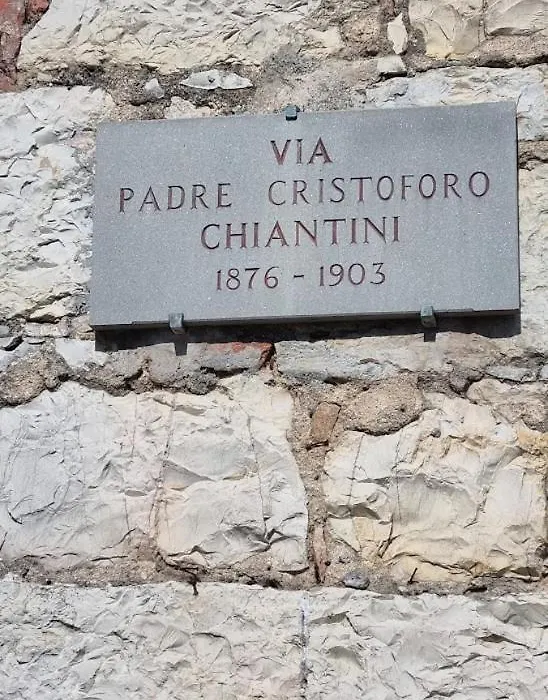 VIA
PADRE CRISTOFORO
CHIANTINI
1876 - 1903